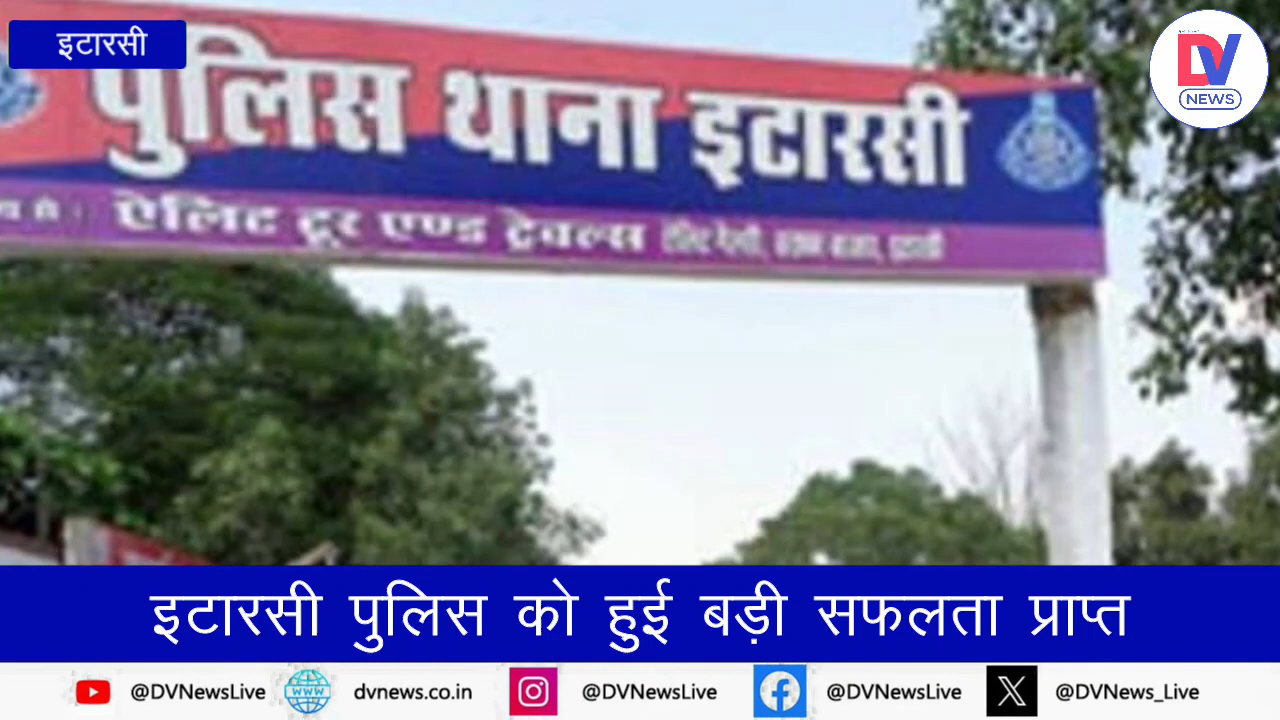 इटारसी
DV
NEWS
पुलिस थाना इटारसी
ऐलिट टूर एण्ड ट्रेवल्स
इटारसी पुलिस को हुई बड़ी सफलता प्राप्त
@DVNewsLive www dvnews.co.in @DVNewsLive @DVNewsLive @DVNews_Live